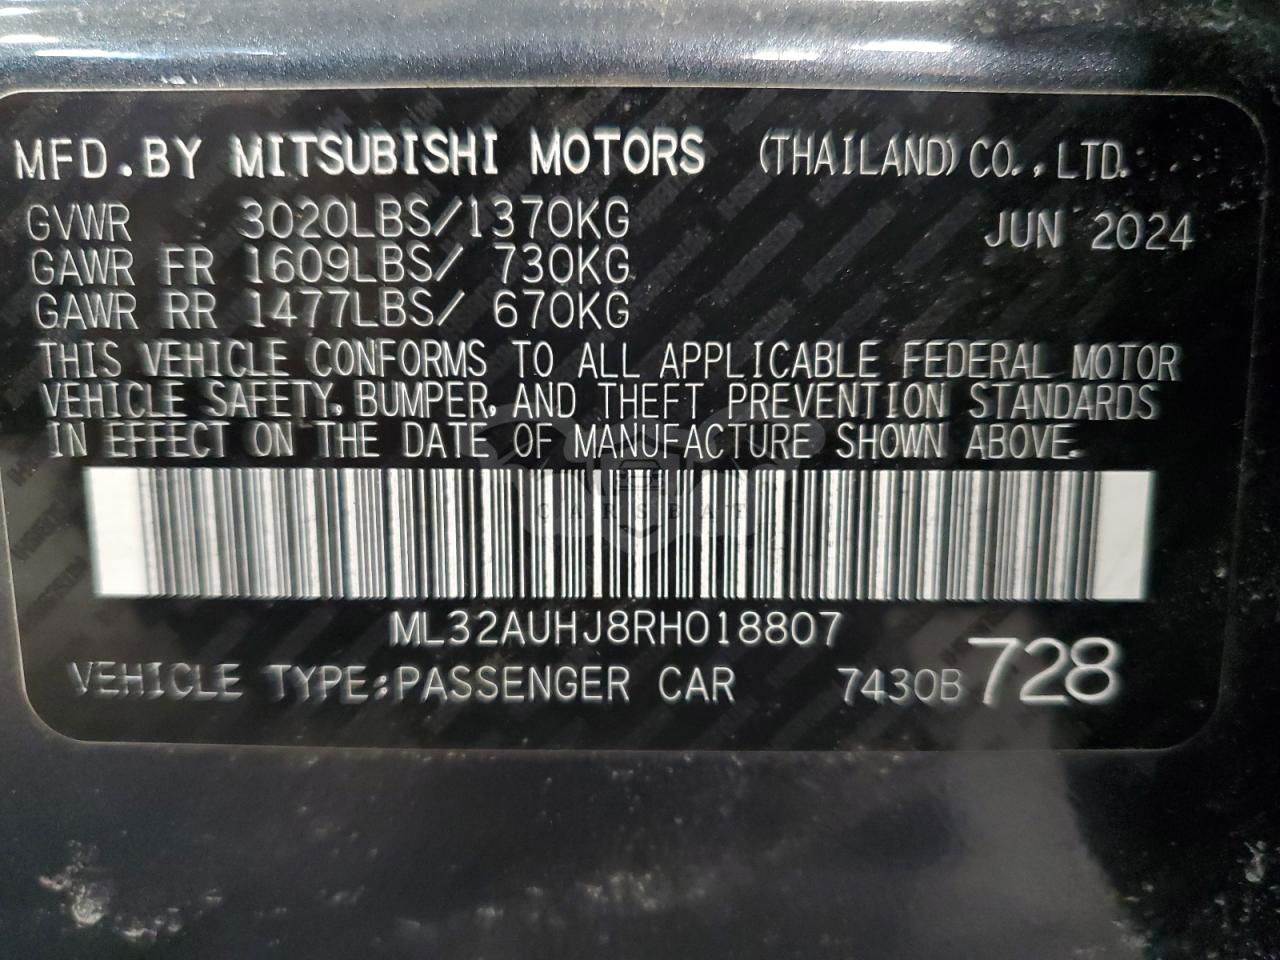 MFD.BY MITSUBISHI MOTORS (THAILAND) CO.,LTD.
GVWR 3020LBS/1370KG JUN 2024
GAWR FR 1609LBS/ 730KG
GAWR RR 1477LBS/ 670KG
THIS VEHICLE CONFORMS TO ALL APPLICABLE FEDERAL MOTOR
VEHICLE SAFETY, BUMPER, AND THEFT PREVENTION STANDARDS
IN EFFECT ON THE DATE OF MANUFACTURE SHOWN ABOVE.
CARSBAT
ML32AUHJ8RH018807
VEHICLE TYPE:PASSENGER CAR 7430B 728